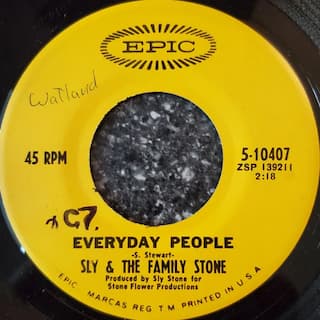 EPIC
Watland
45 RPM
5-10407
ZSP 139211
2:18
C7.
EVERYDAY PEOPLE
-S. Stewart-
SLY & THE FAMILY STONE
Produced by Sly Stone for
Stone Flower Productions
EPIC MARCAS REG T M PRINTED IN U.S.A